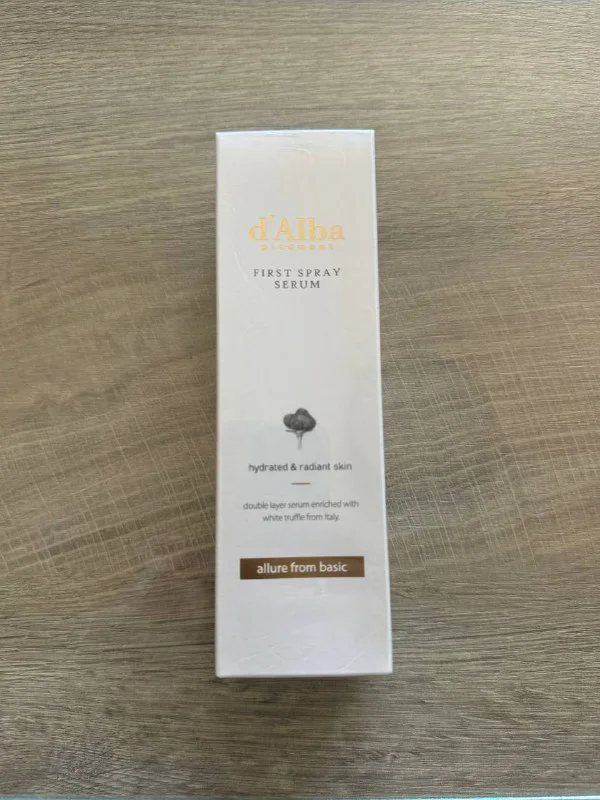 d'Alba
piedmont
FIRST SPRAY
SERUM
hydrated & radiant skin
double layer serum enriched with
white truffle from Italy.
allure from basic